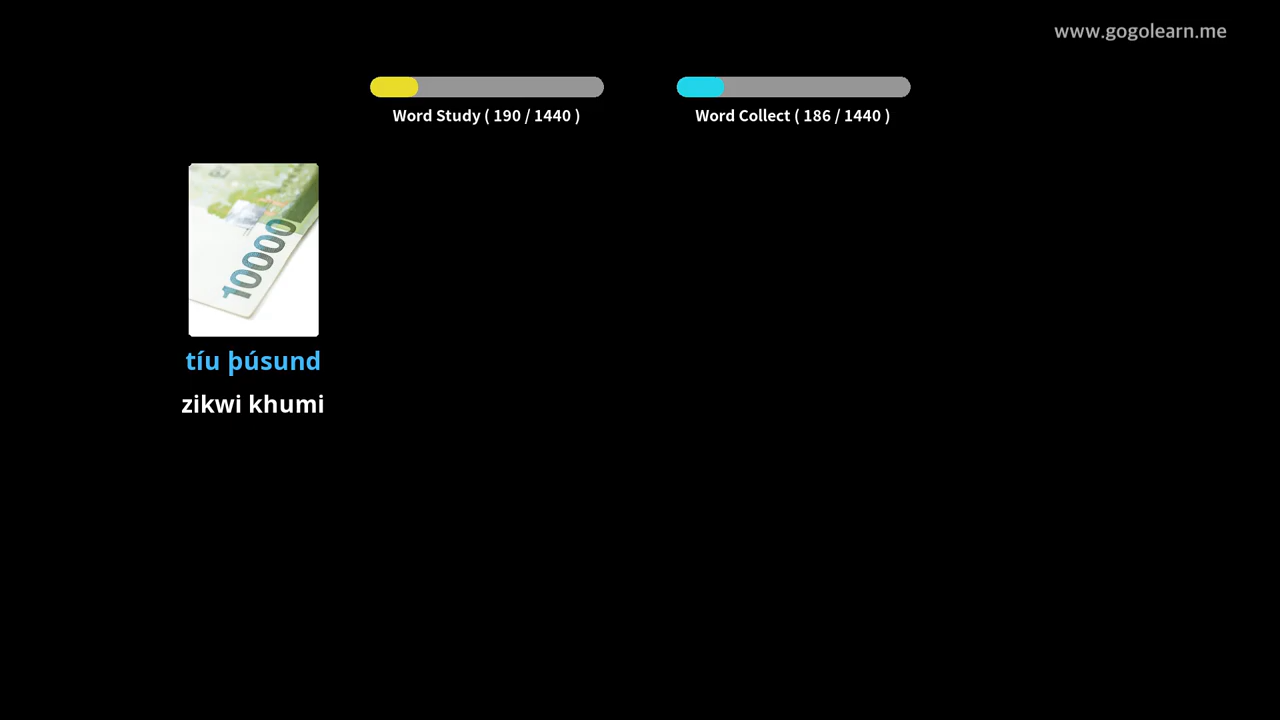 www.gogolearn.me
Word Study ( 190 / 1440 )
Word Collect ( 186 / 1440 )
10000
tíu þúsund
zikwi khumi